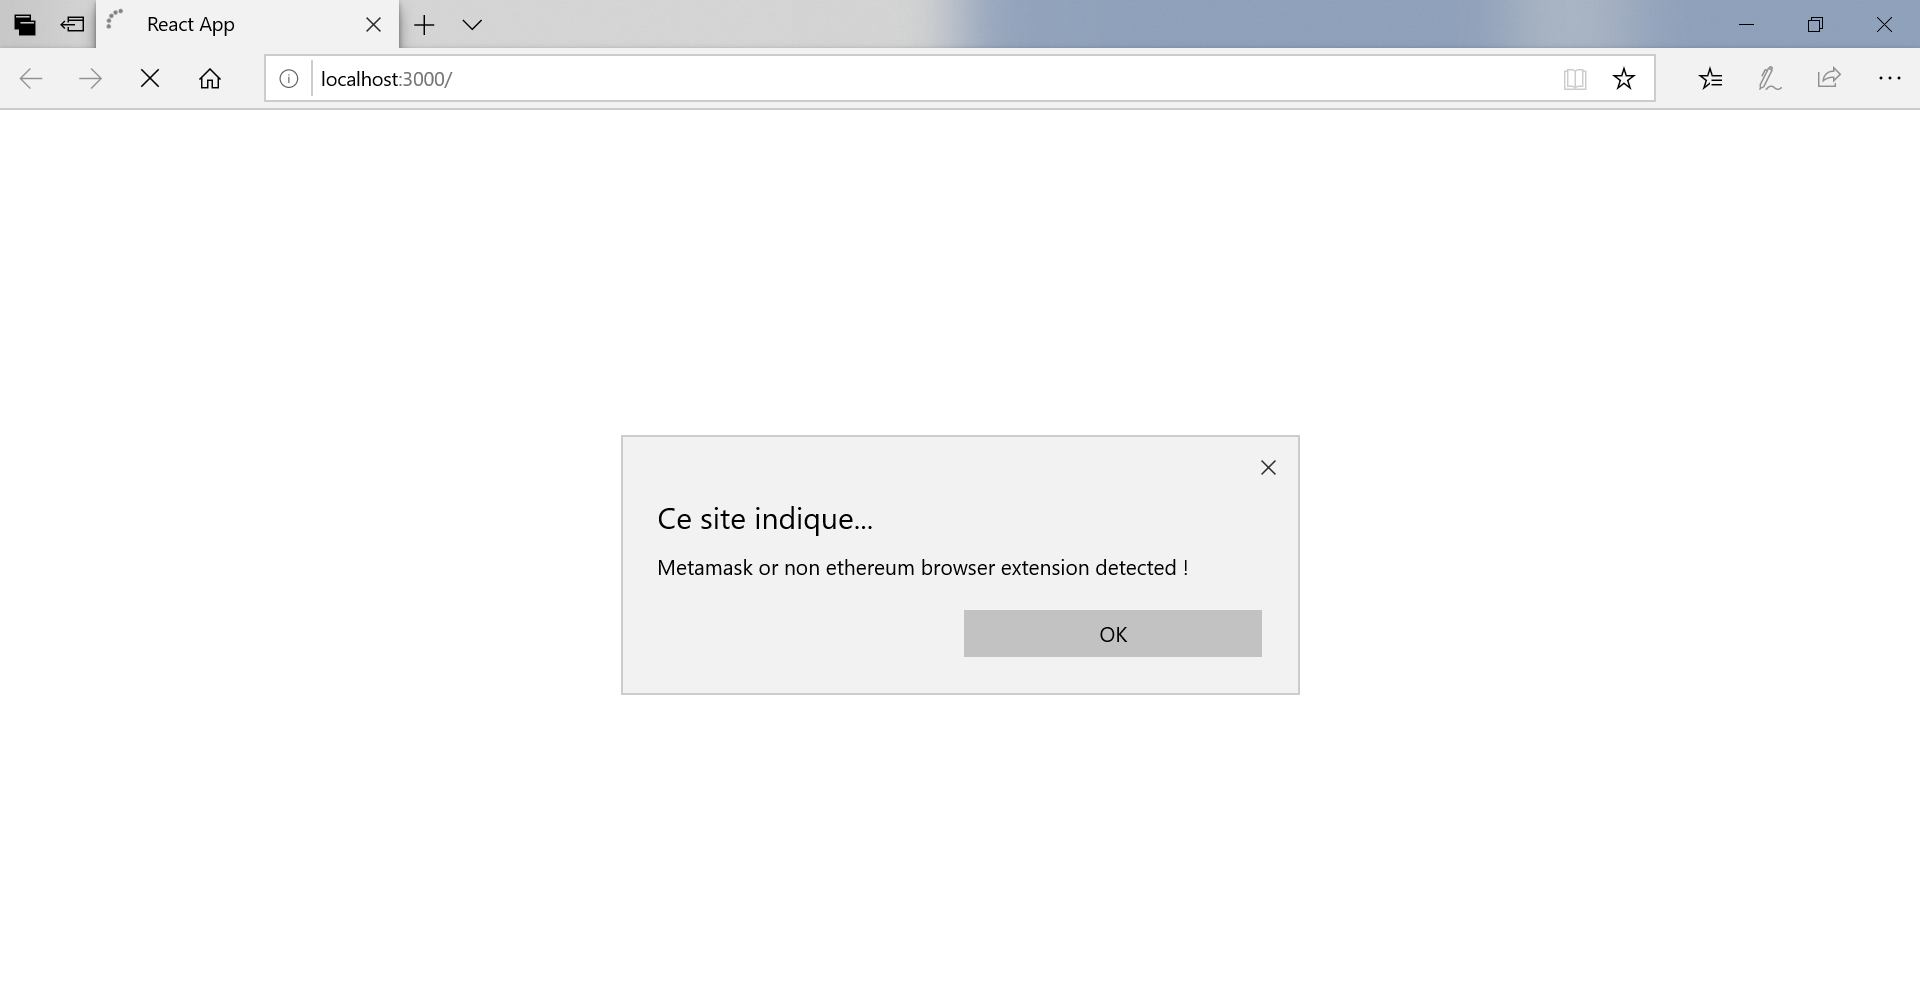 React App
localhost:3000/
Ce site indique...
Metamask or non ethereum browser extension detected !
OK